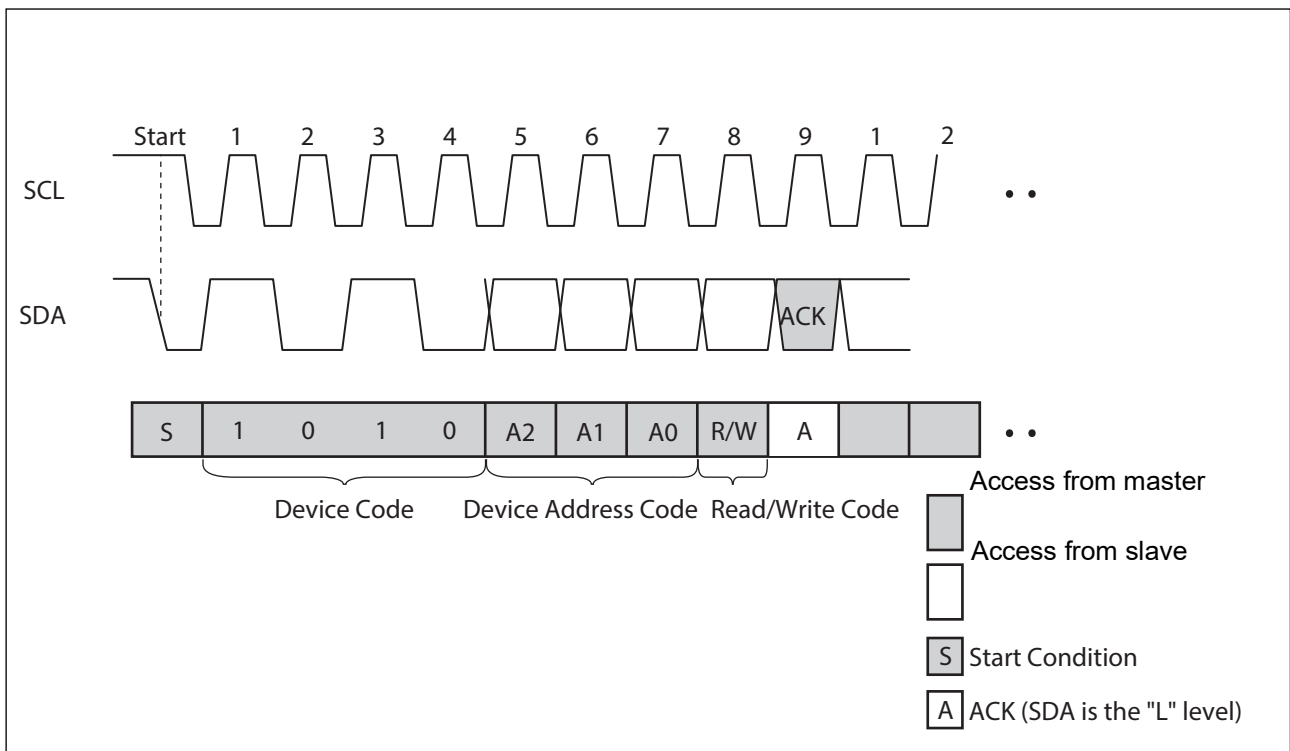 Start 1 2 3 4 5 6 7 8 9 1 2
SCL
SDA
ACK
S 1 0 1 0 A2 A1 A0 R/W A
Device Code Device Address Code Read/Write Code
Access from master
Access from slave
S Start Condition
A ACK (SDA is the "L" level)